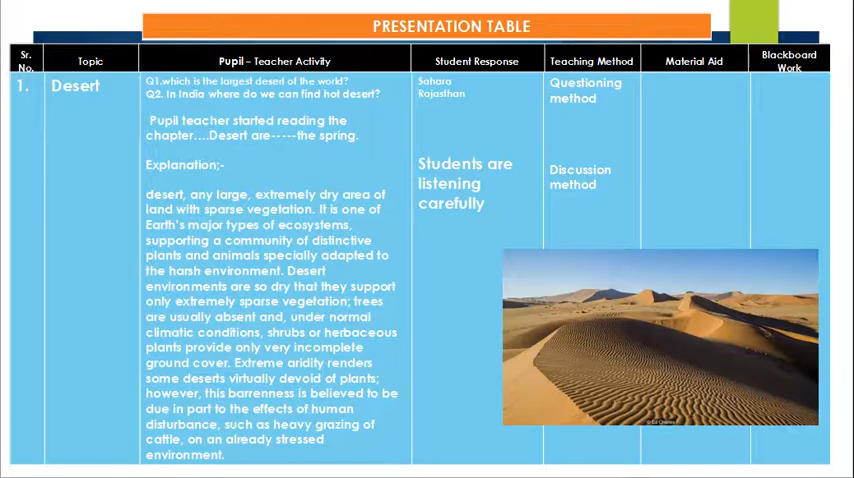 PRESENTATION TABLE
Sr. No.
Topic
Pupil – Teacher Activity
Student Response
Teaching Method
Material Aid
Blackboard Work
1.
Desert
Q1.which is the largest desert of the world?
Q2. In India where do we can find hot desert?
Pupil teacher started reading the
chapter....Desert are-----the spring.
Explanation;-
desert, any large, extremely dry area of
land with sparse vegetation. It is one of
Earth's major types of ecosystems,
supporting a community of distinctive
plants and animals specially adapted to
the harsh environment. Desert
environments are so dry that they support
only extremely sparse vegetation; trees
are usually absent and, under normal
climatic conditions, shrubs or herbaceous
plants provide only very incomplete
ground cover. Extreme aridity renders
some deserts virtually devoid of plants;
however, this barrenness is believed to be
due in part to the effects of human
disturbance, such as heavy grazing of
cattle, on an already stressed
environment.
Sahara
Rajasthan
Students are
listening
carefully
Questioning
method
Discussion
method